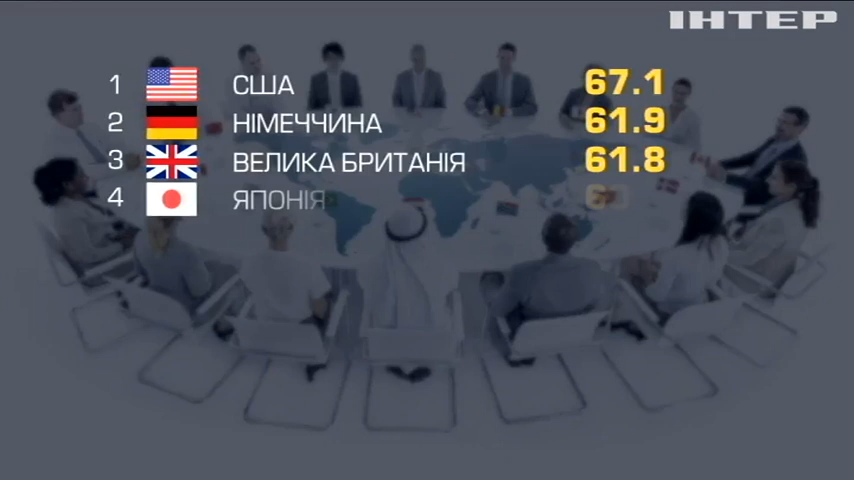 ІНТЕР
1 США 67.1
2 НІМЕЧЧИНА 61.9
3 ВЕЛИКА БРИТАНІЯ 61.8
4 ЯПОНІЯ